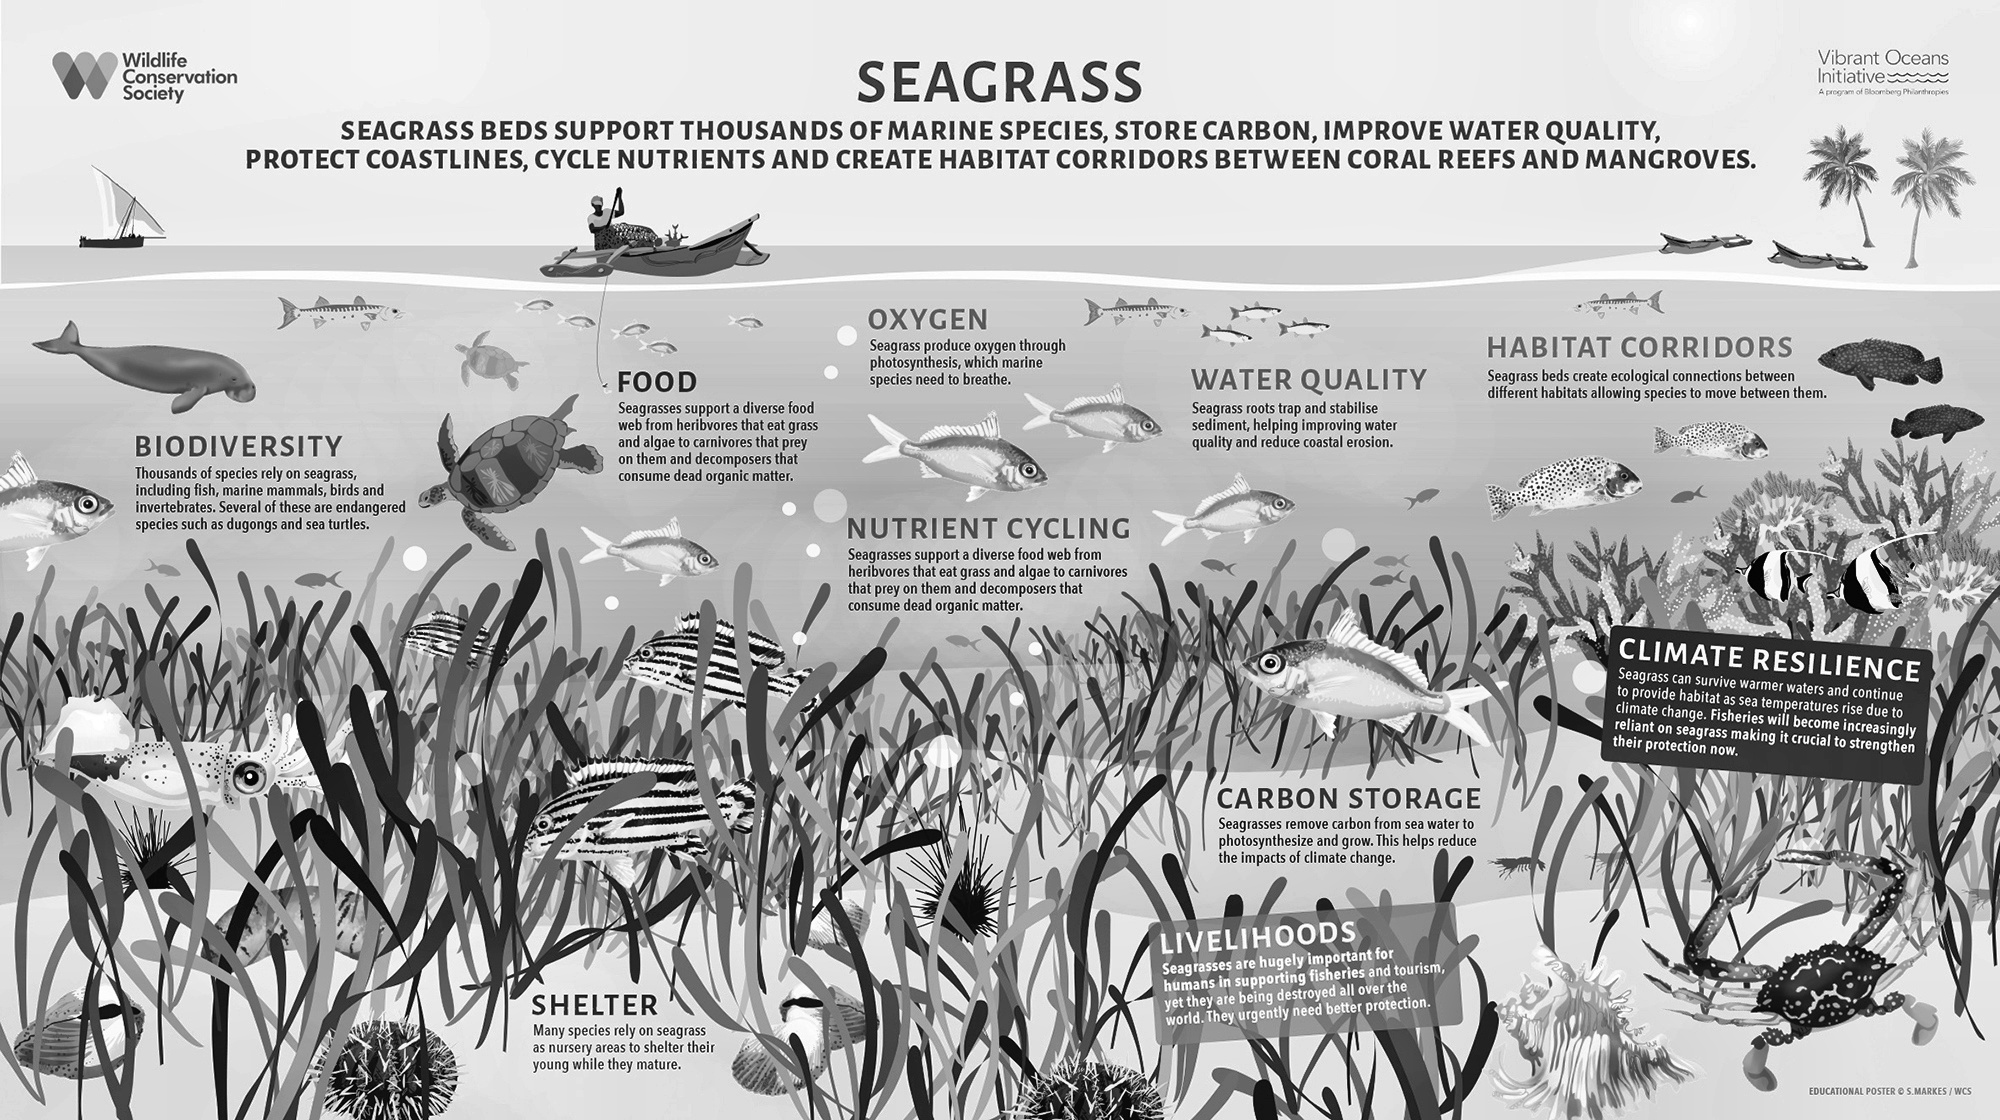 Wildlife
Conservation
Society
Vibrant Oceans
Initiative
A program of Bloomberg Philanthropies
SEAGRASS
SEAGRASS BEDS SUPPORT THOUSANDS OF MARINE SPECIES, STORE CARBON, IMPROVE WATER QUALITY,
PROTECT COASTLINES, CYCLE NUTRIENTS AND CREATE HABITAT CORRIDORS BETWEEN CORAL REEFS AND MANGROVES.
BIODIVERSITY
Thousands of species rely on seagrass,
including fish, marine mammals, birds and
invertebrates. Several of these are endangered
species such as dugongs and sea turtles.
FOOD
Seagrasses support a diverse food
web from heribvores that eat grass
and algae to carnivores that prey
on them and decomposers that
consume dead organic matter.
OXYGEN
Seagrass produce oxygen through
photosynthesis, which marine
species need to breathe.
NUTRIENT CYCLING
Seagrasses support a diverse food web from
heribvores that eat grass and algae to carnivores
that prey on them and decomposers that
consume dead organic matter.
WATER QUALITY
Seagrass roots trap and stabilise
sediment, helping improving water
quality and reduce coastal erosion.
HABITAT CORRIDORS
Seagrass beds create ecological connections between
different habitats allowing species to move between them.
CLIMATE RESILIENCE
Seagrass can survive warmer waters and continue
to provide habitat as sea temperatures rise due to
climate change. Fisheries will become increasingly
reliant on seagrass making it crucial to strengthen
their protection now.
CARBON STORAGE
Seagrasses remove carbon from sea water to
photosynthesize and grow. This helps reduce
the impacts of climate change.
LIVELIHOODS
Seagrasses are hugely important for
humans in supporting fisheries and tourism,
yet they are being destroyed all over the
world. They urgently need better protection.
SHELTER
Many species rely on seagrass
as nursery areas to shelter their
young while they mature.
EDUCATIONAL POSTER © S.MARKES / WCS